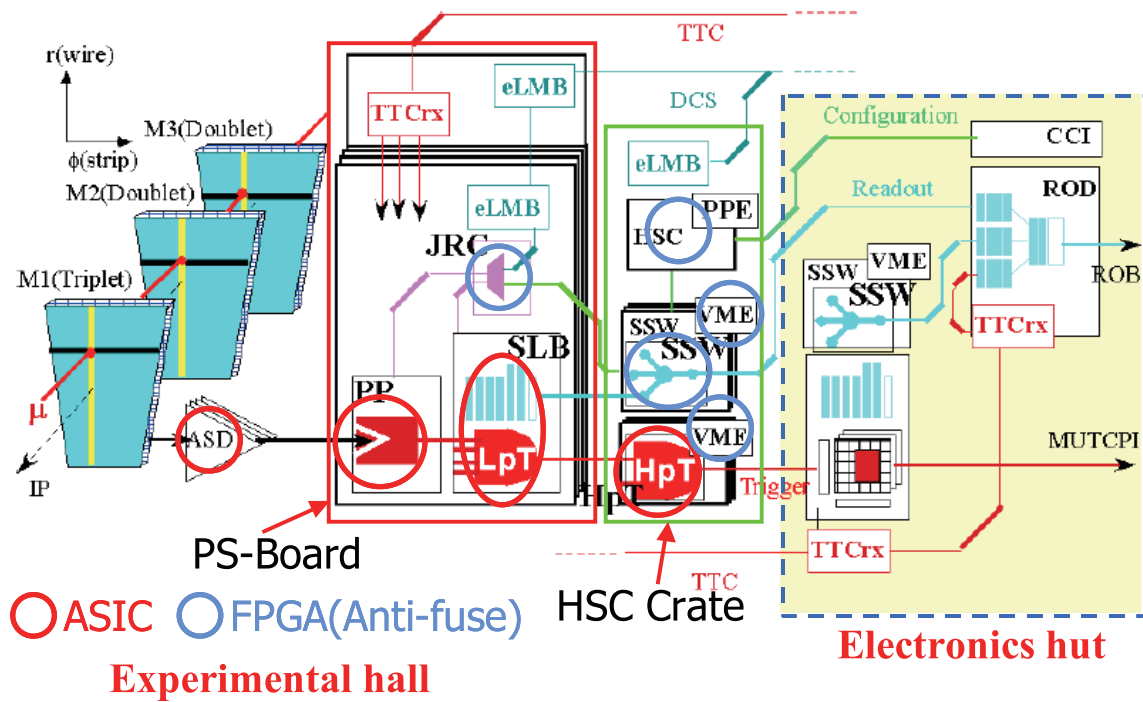 r(wire)
M3(Doublet)
ϕ(strip)
M2(Doublet)
M1(Triplet)
μ
IP
ASD
TTC
TTCrx
eLMB
eLMB
JRC
PP
SLB
LpT
DCS
eLMB
PPE
HSC
VME
SSW
SSW
VME
HpT
HpT
Trigger
TTC
Configuration
CCI
Readout
ROD
VME
SSW
SSW
ROB
TTCrx
MUTCPI
TTCrx
PS-Board
HSC Crate
ASIC
FPGA(Anti-fuse)
Experimental hall
Electronics hut